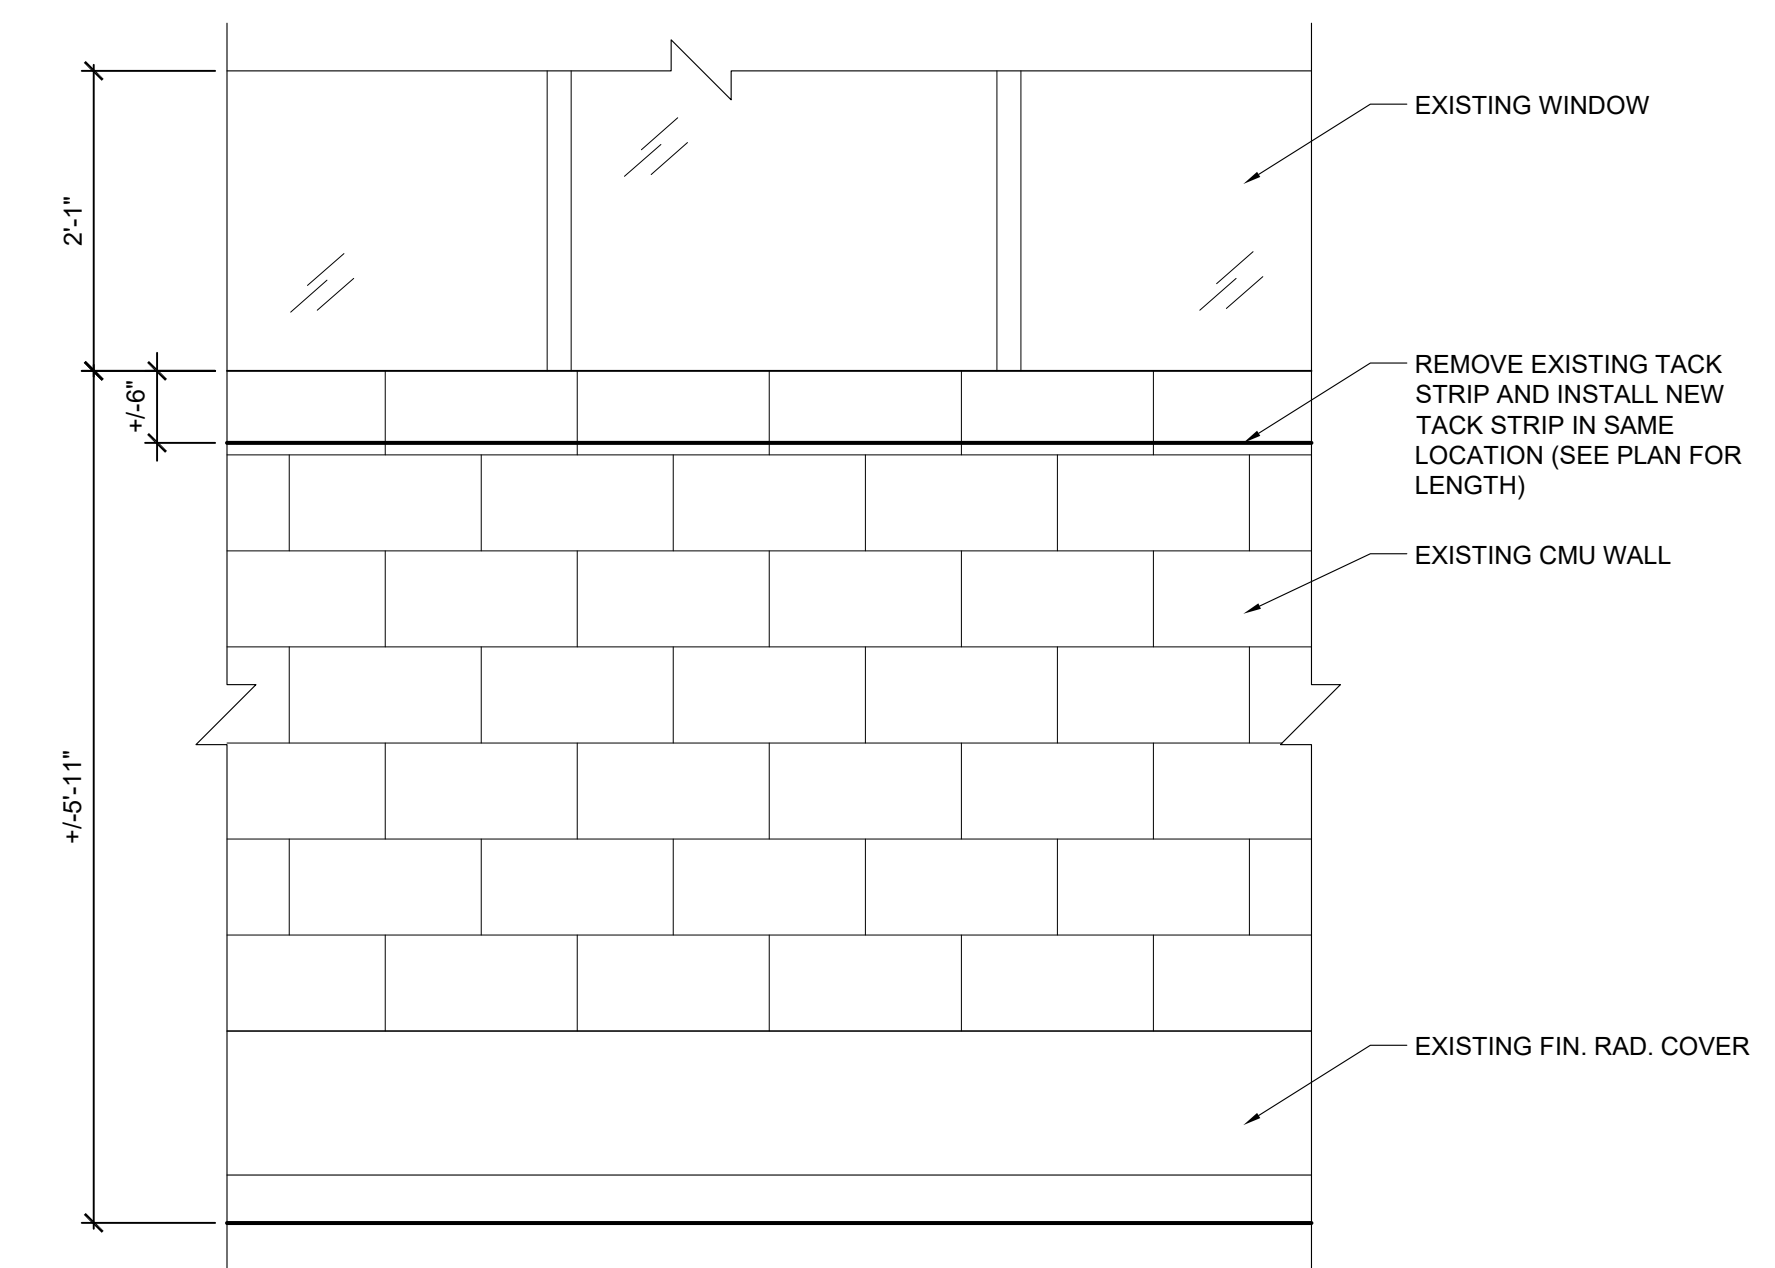 EXISTING WINDOW
2'-1"
REMOVE EXISTING TACK
STRIP AND INSTALL NEW
TACK STRIP IN SAME
LOCATION (SEE PLAN FOR
LENGTH)
+/-6"
EXISTING CMU WALL
+/-5'-11"
EXISTING FIN. RAD. COVER